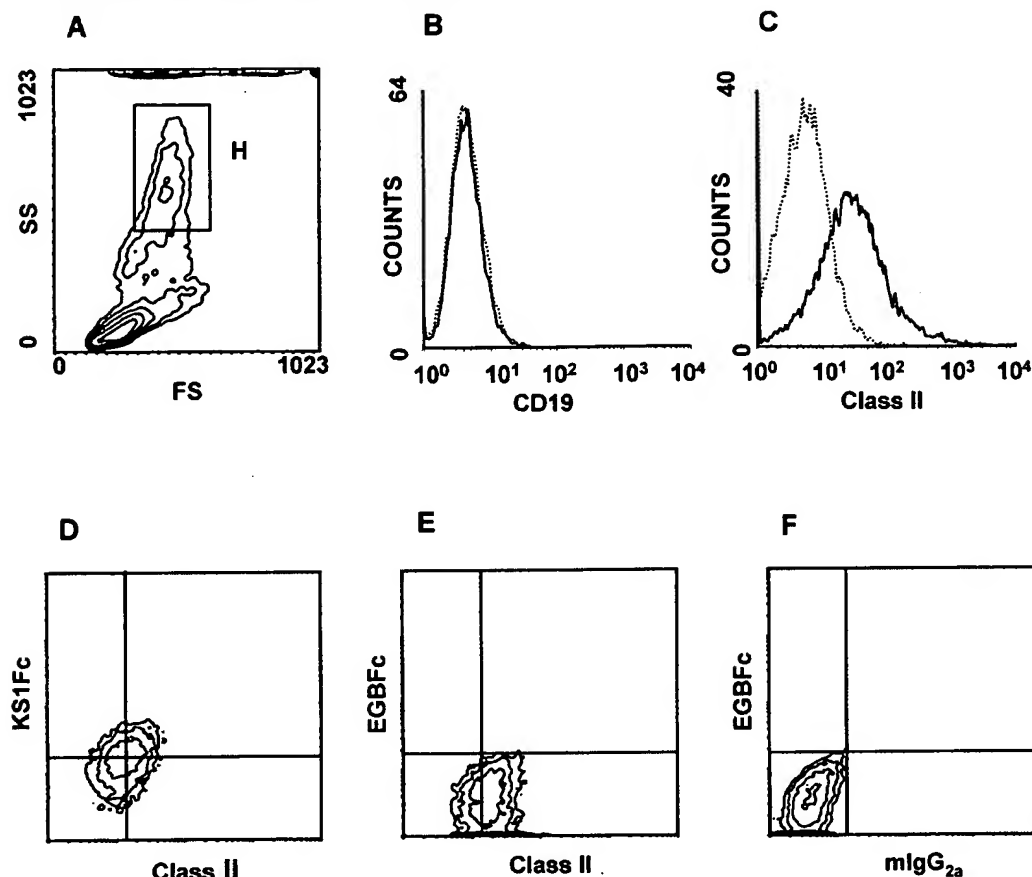 A
1023
SS
0
H
0
1023
FS
B
64
COUNTS
0
10⁰ 10¹ 10² 10³ 10⁴
CD19
C
40
COUNTS
0
10⁰ 10¹ 10² 10³ 10⁴
Class II
D
KS1Fc
Class II
E
EGBFc
Class II
F
EGBFc
mIgG₂ₐ